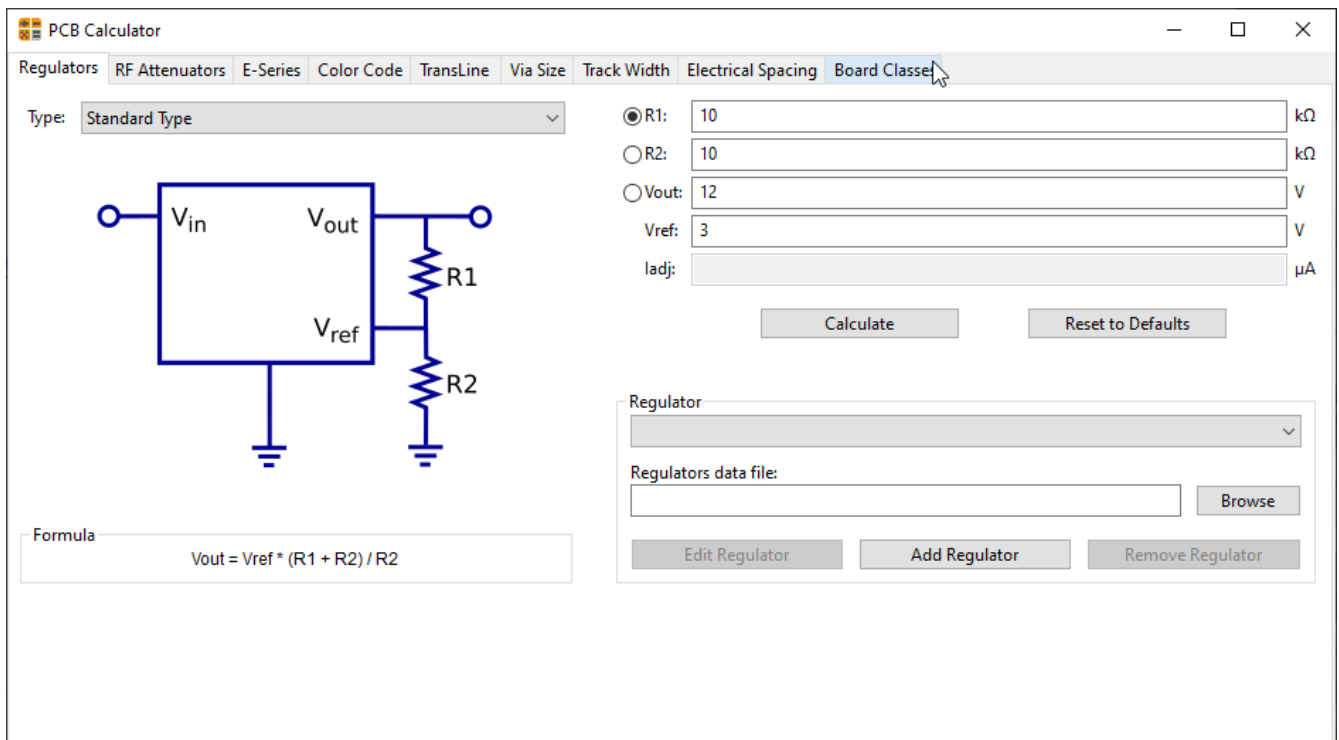 PCB Calculator
Regulators RF Attenuators E-Series Color Code TransLine Via Size Track Width Electrical Spacing Board Classes
Type: Standard Type
Vin
Vout
R1
Vref
R2
Formula
Vout = Vref * (R1 + R2) / R2
R1: 10 kΩ
R2: 10 kΩ
Vout: 12 V
Vref: 3 V
Iadj: µA
Calculate Reset to Defaults
Regulator
Regulators data file:
Browse
Edit Regulator Add Regulator Remove Regulator